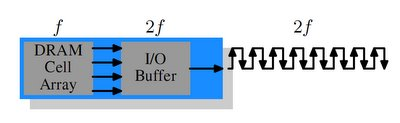 f 2f 2f
DRAM
Cell
Array
I/O
Buffer